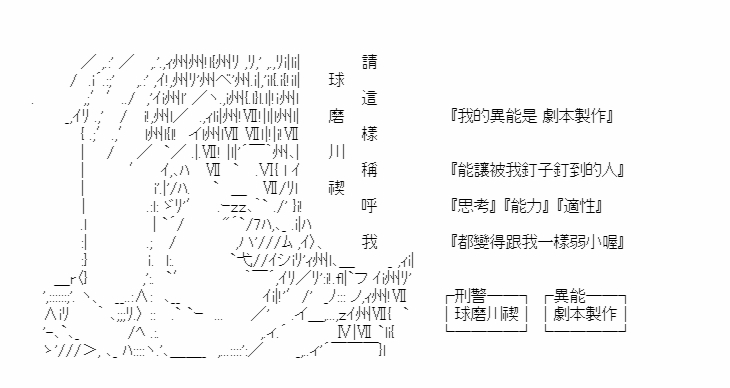 請這樣稱呼我
球磨川禊
『我的異能是 劇本製作』
『能讓被我釘子釘到的人』
『思考』『能力』『適性』
『都變得跟我一樣弱小喔』
刑警 異能
球磨川禊 劇本製作